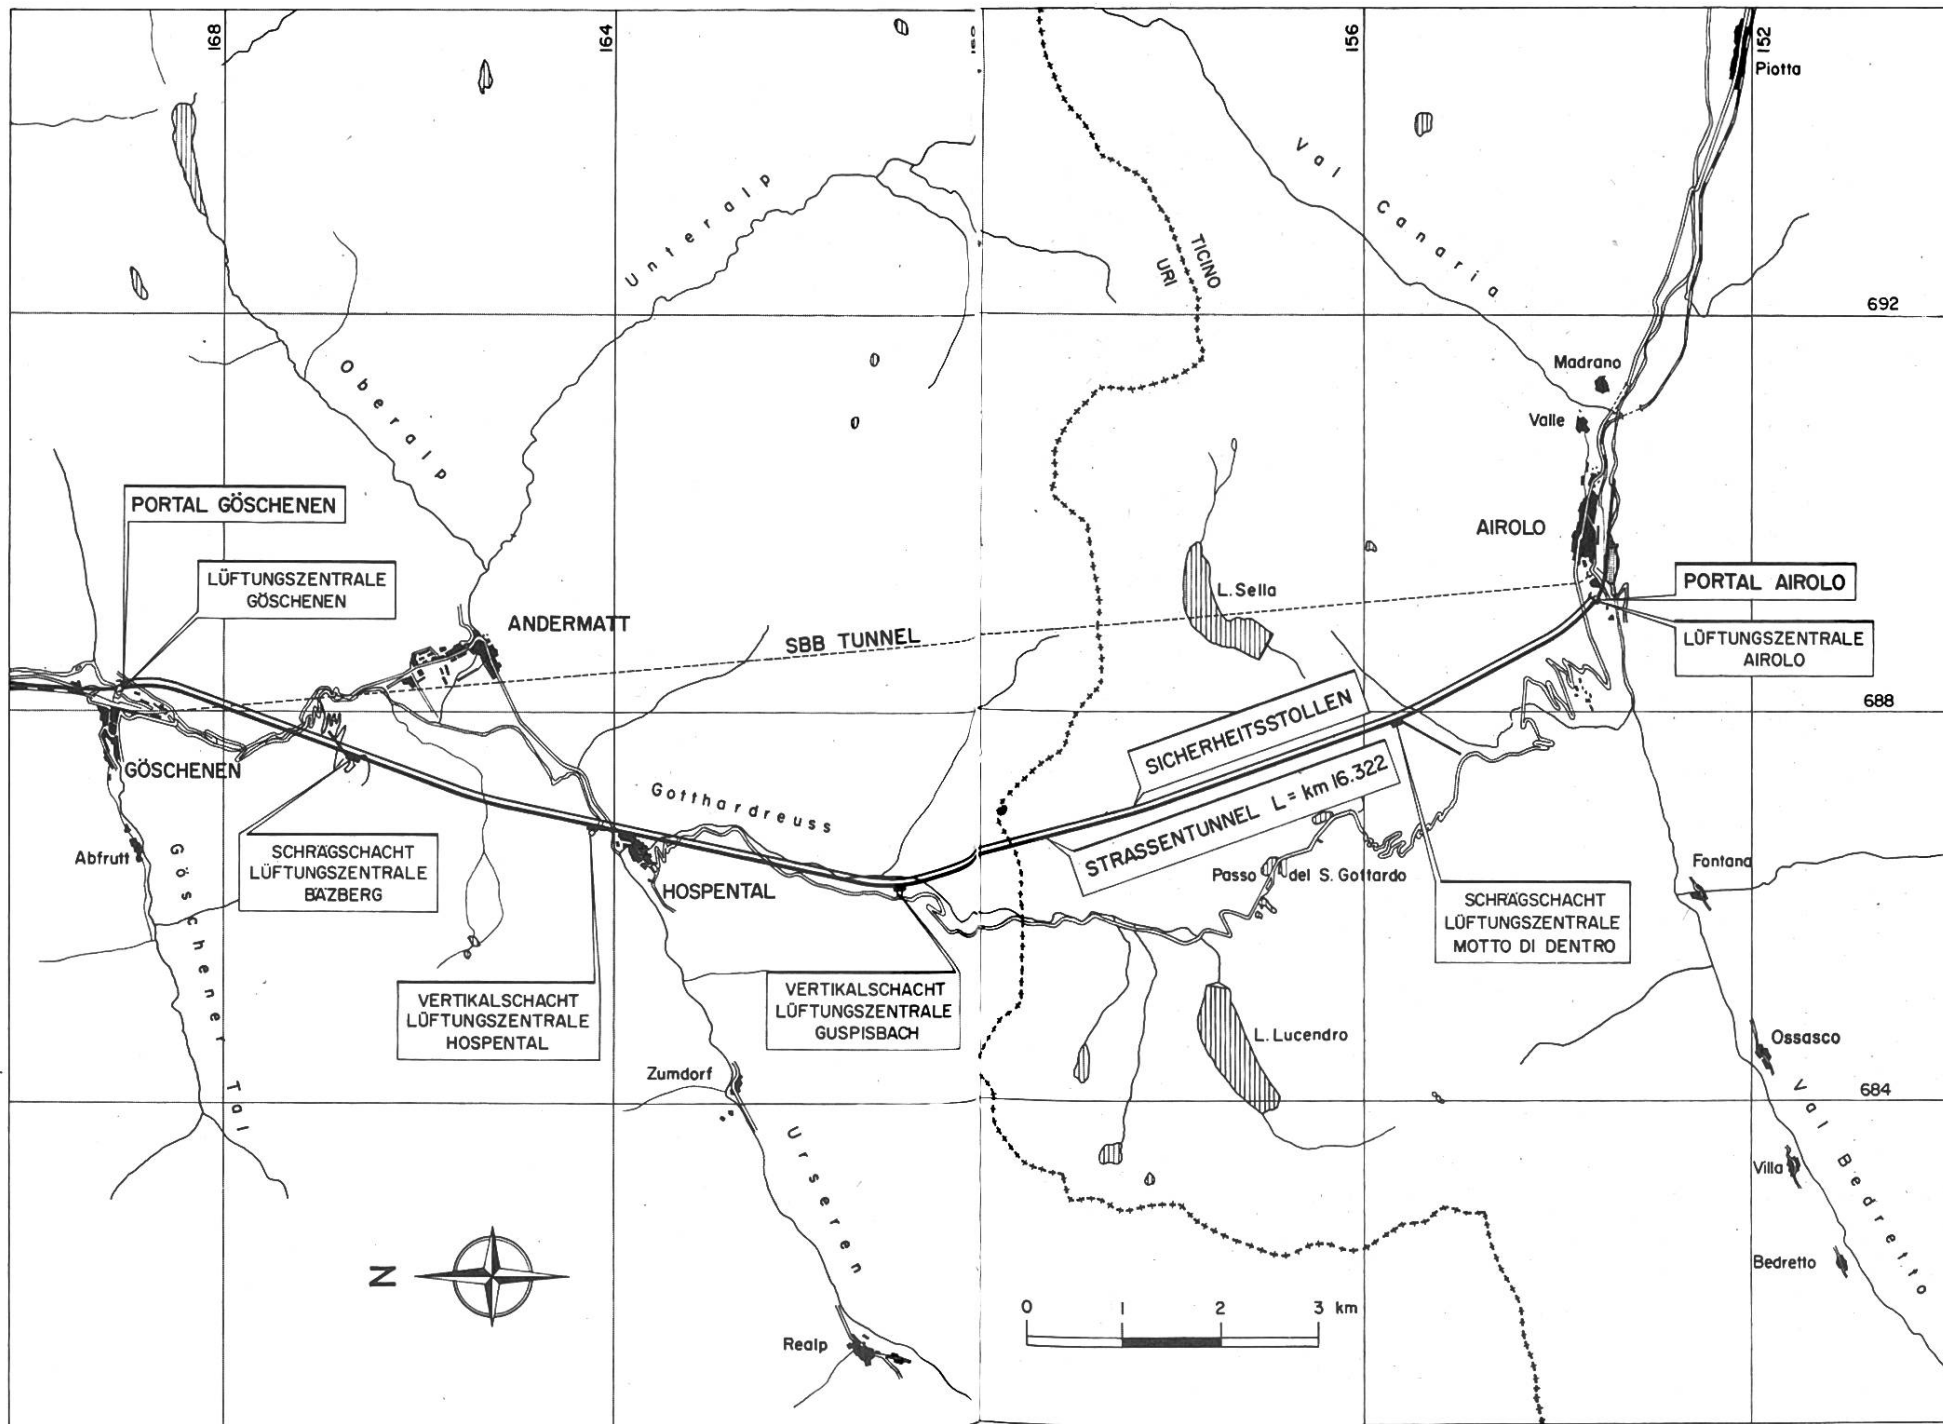 168
164
160
156
152
Piotta
Val Canaria
Unteralp
TICINO
URI
692
Oberalp
Madrano
Valle
PORTAL GÖSCHENEN
AIROLO
LÜFTUNGSZENTRALE
GÖSCHENEN
PORTAL AIROLO
L. Sella
ANDERMATT
SBB TUNNEL
LÜFTUNGSZENTRALE
AIROLO
688
SICHERHEITSSTOLLEN
GÖSCHENEN
Gotthardreuss
STRASSENTUNNEL L = km 16.322
Abfrutt
SCHRÄGSCHACHT
LÜFTUNGSZENTRALE
BÄZBERG
Göschener Tal
HOSPENTAL
Passo del S. Gottardo
Fontana
SCHRÄGSCHACHT
LÜFTUNGSZENTRALE
MOTTO DI DENTRO
VERTIKALSCHACHT
LÜFTUNGSZENTRALE
HOSPENTAL
VERTIKALSCHACHT
LÜFTUNGSZENTRALE
GUSPISBACH
L. Lucendro
Ossasco
Zumdorf
684
Urseren
Val Bedretto
Villa
Bedretto
N
0 1 2 3 km
Realp